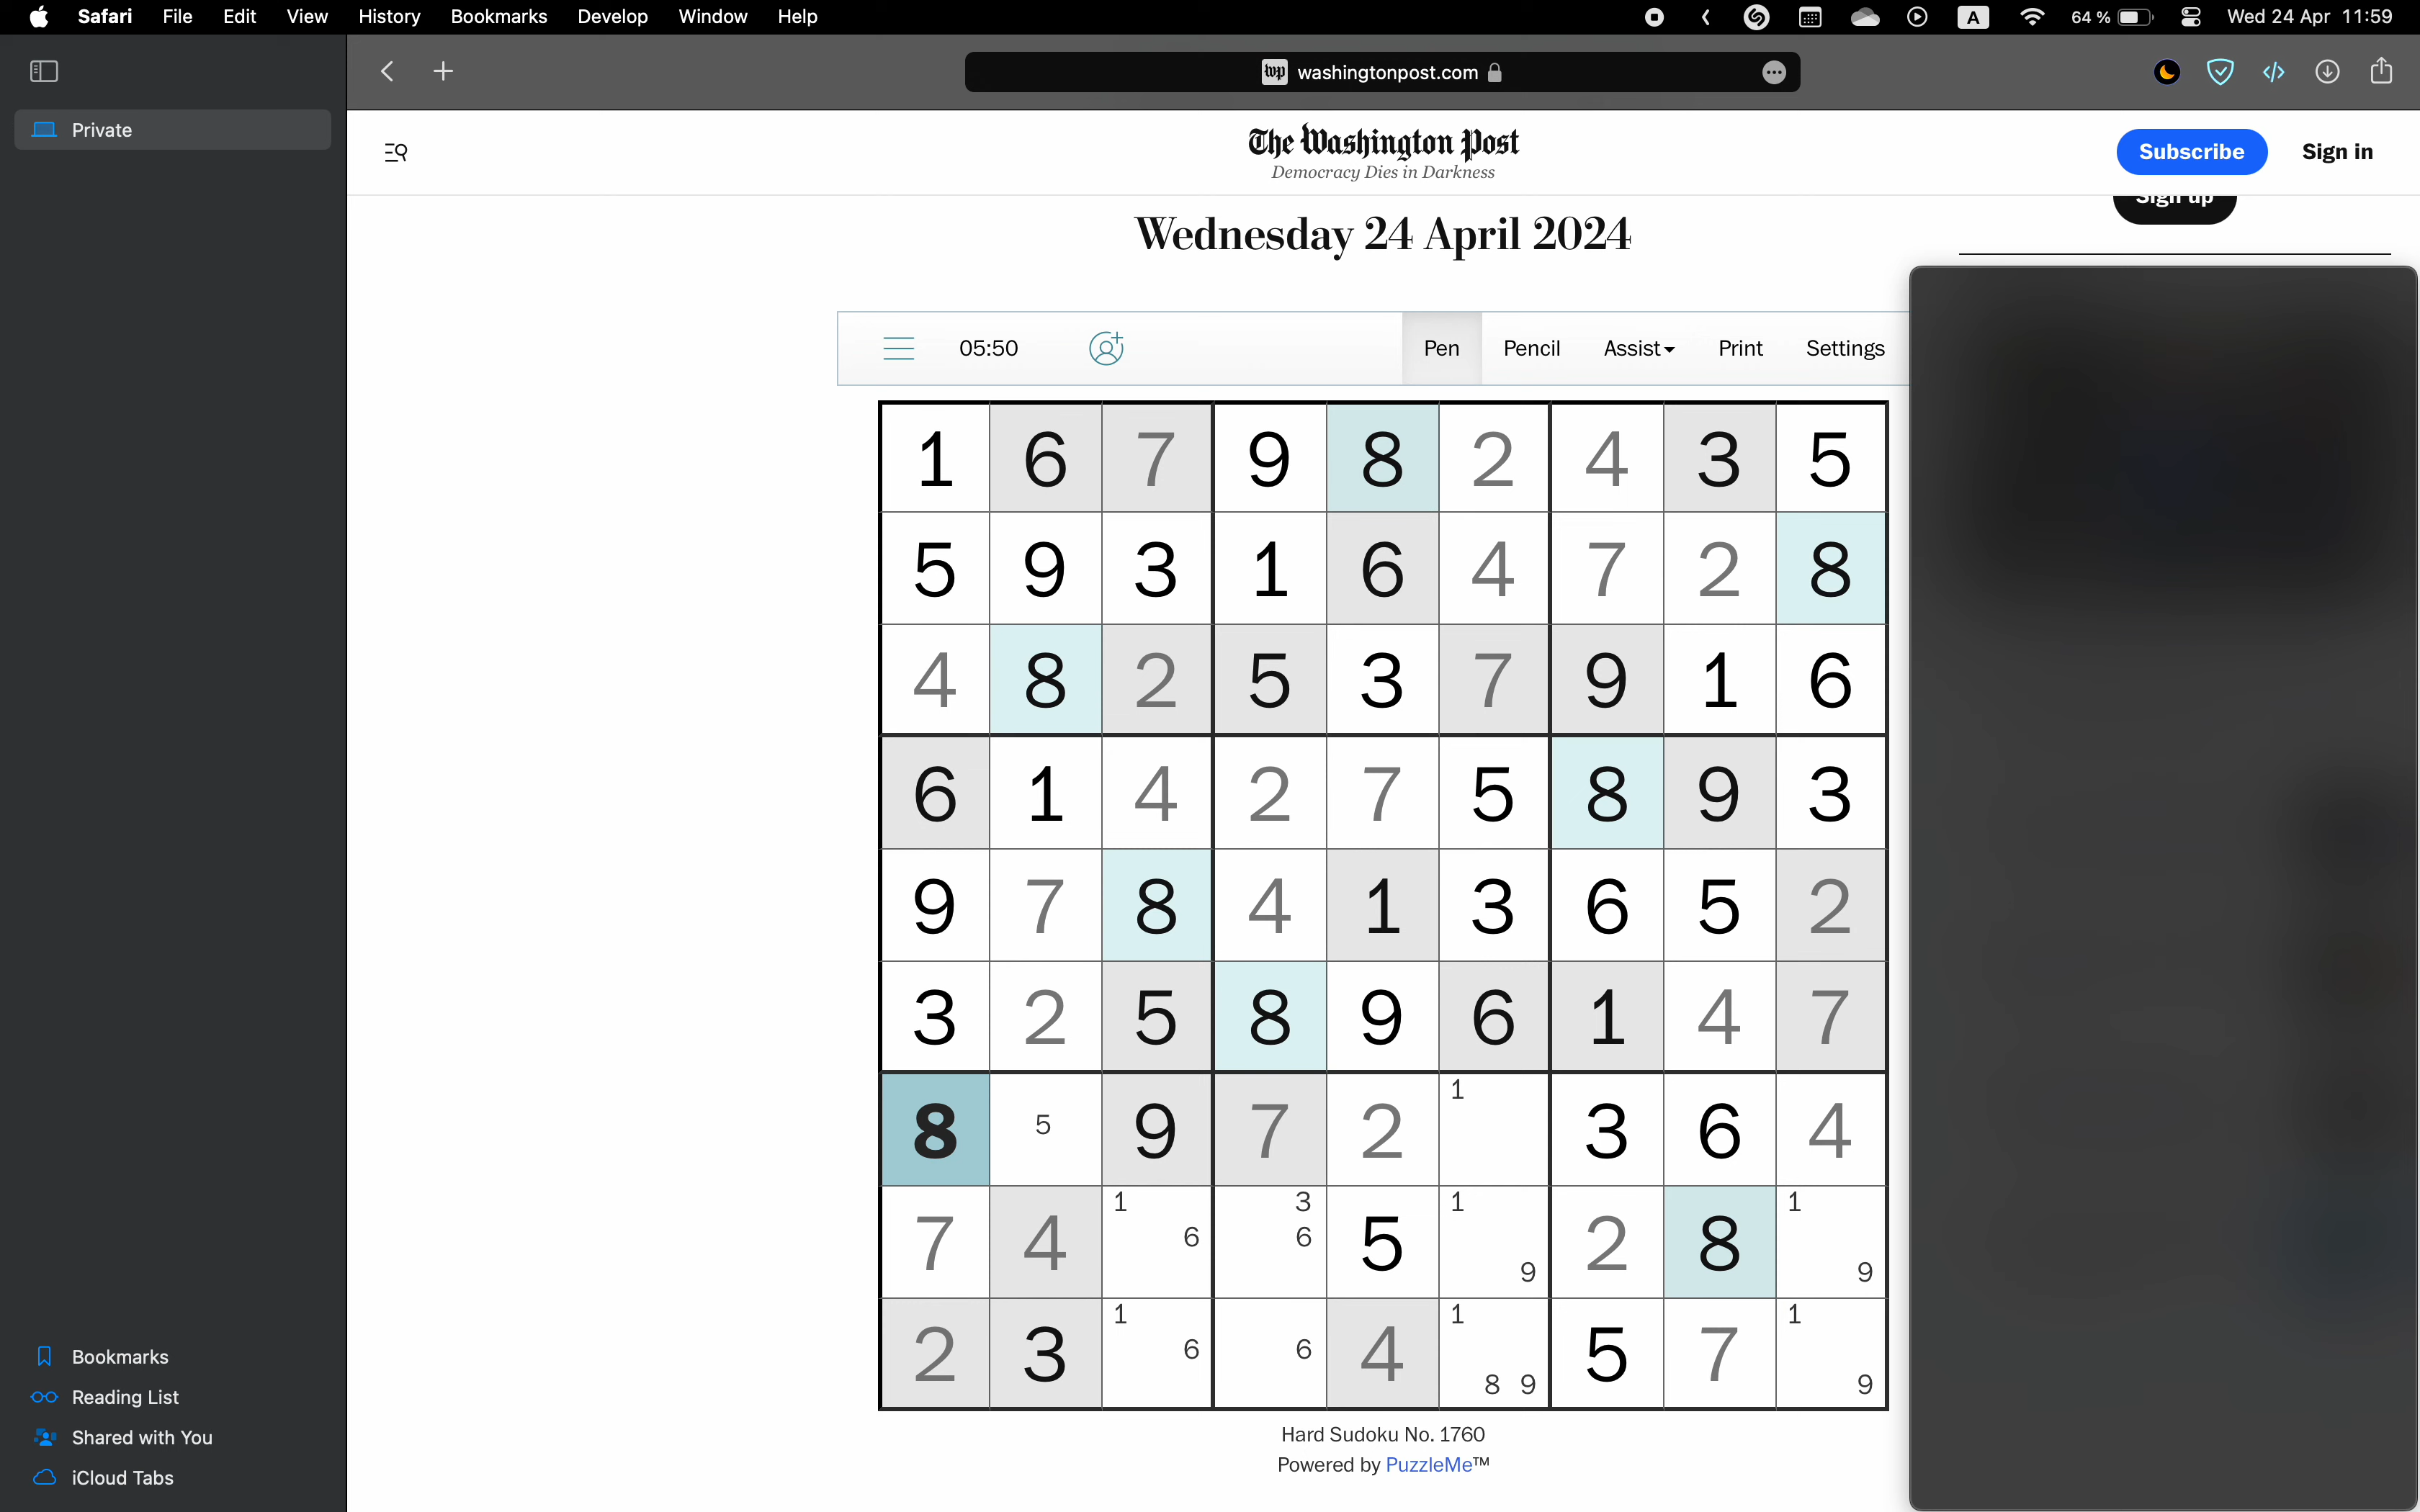 Safari File Edit View History Bookmarks Develop Window Help A 64 % Wed 24 Apr 11:59
wp washingtonpost.com
Private
The Washington Post
Democracy Dies in Darkness
Subscribe Sign in
Sign up
Wednesday 24 April 2024
05:50 Pen Pencil Assist Print Settings
1 6 7 9 8 2 4 3 5
5 9 3 1 6 4 7 2 8
4 8 2 5 3 7 9 1 6
6 1 4 2 7 5 8 9 3
9 7 8 4 1 3 6 5 2
3 2 5 8 9 6 1 4 7
8 5 9 7 2 1 3 6 4
7 4 1 6 3 6 5 1 9 2 8 1 9
2 3 1 6 6 4 1 8 9 5 7 1 9
Hard Sudoku No. 1760
Powered by PuzzleMe™
Bookmarks
Reading List
Shared with You
iCloud Tabs